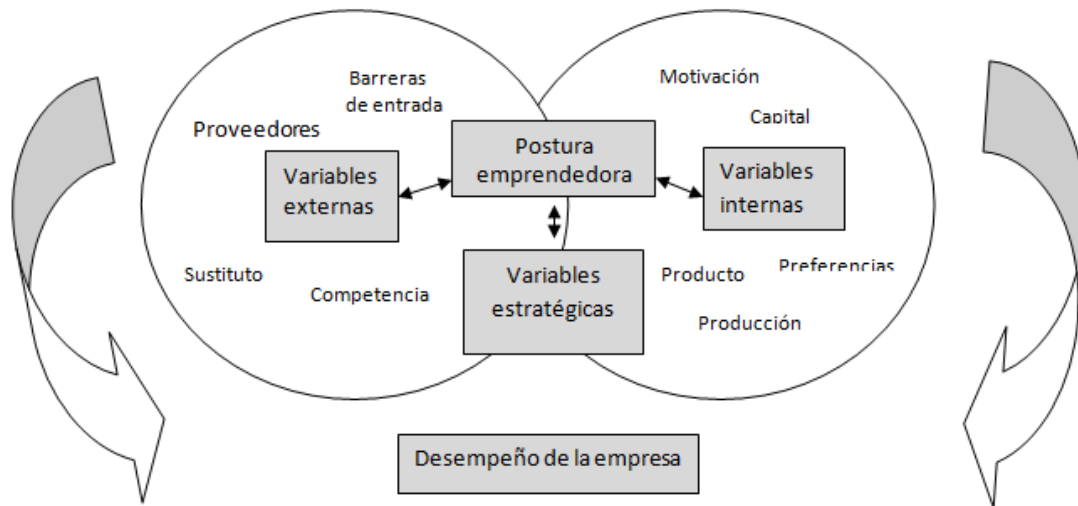 Barreras
de entrada
Motivación
Capital
Proveedores
Postura
emprendedora
Variables
externas
Variables
internas
Sustituto
Competencia
Variables
estratégicas
Producto
Preferencias
Producción
Desempeño de la empresa